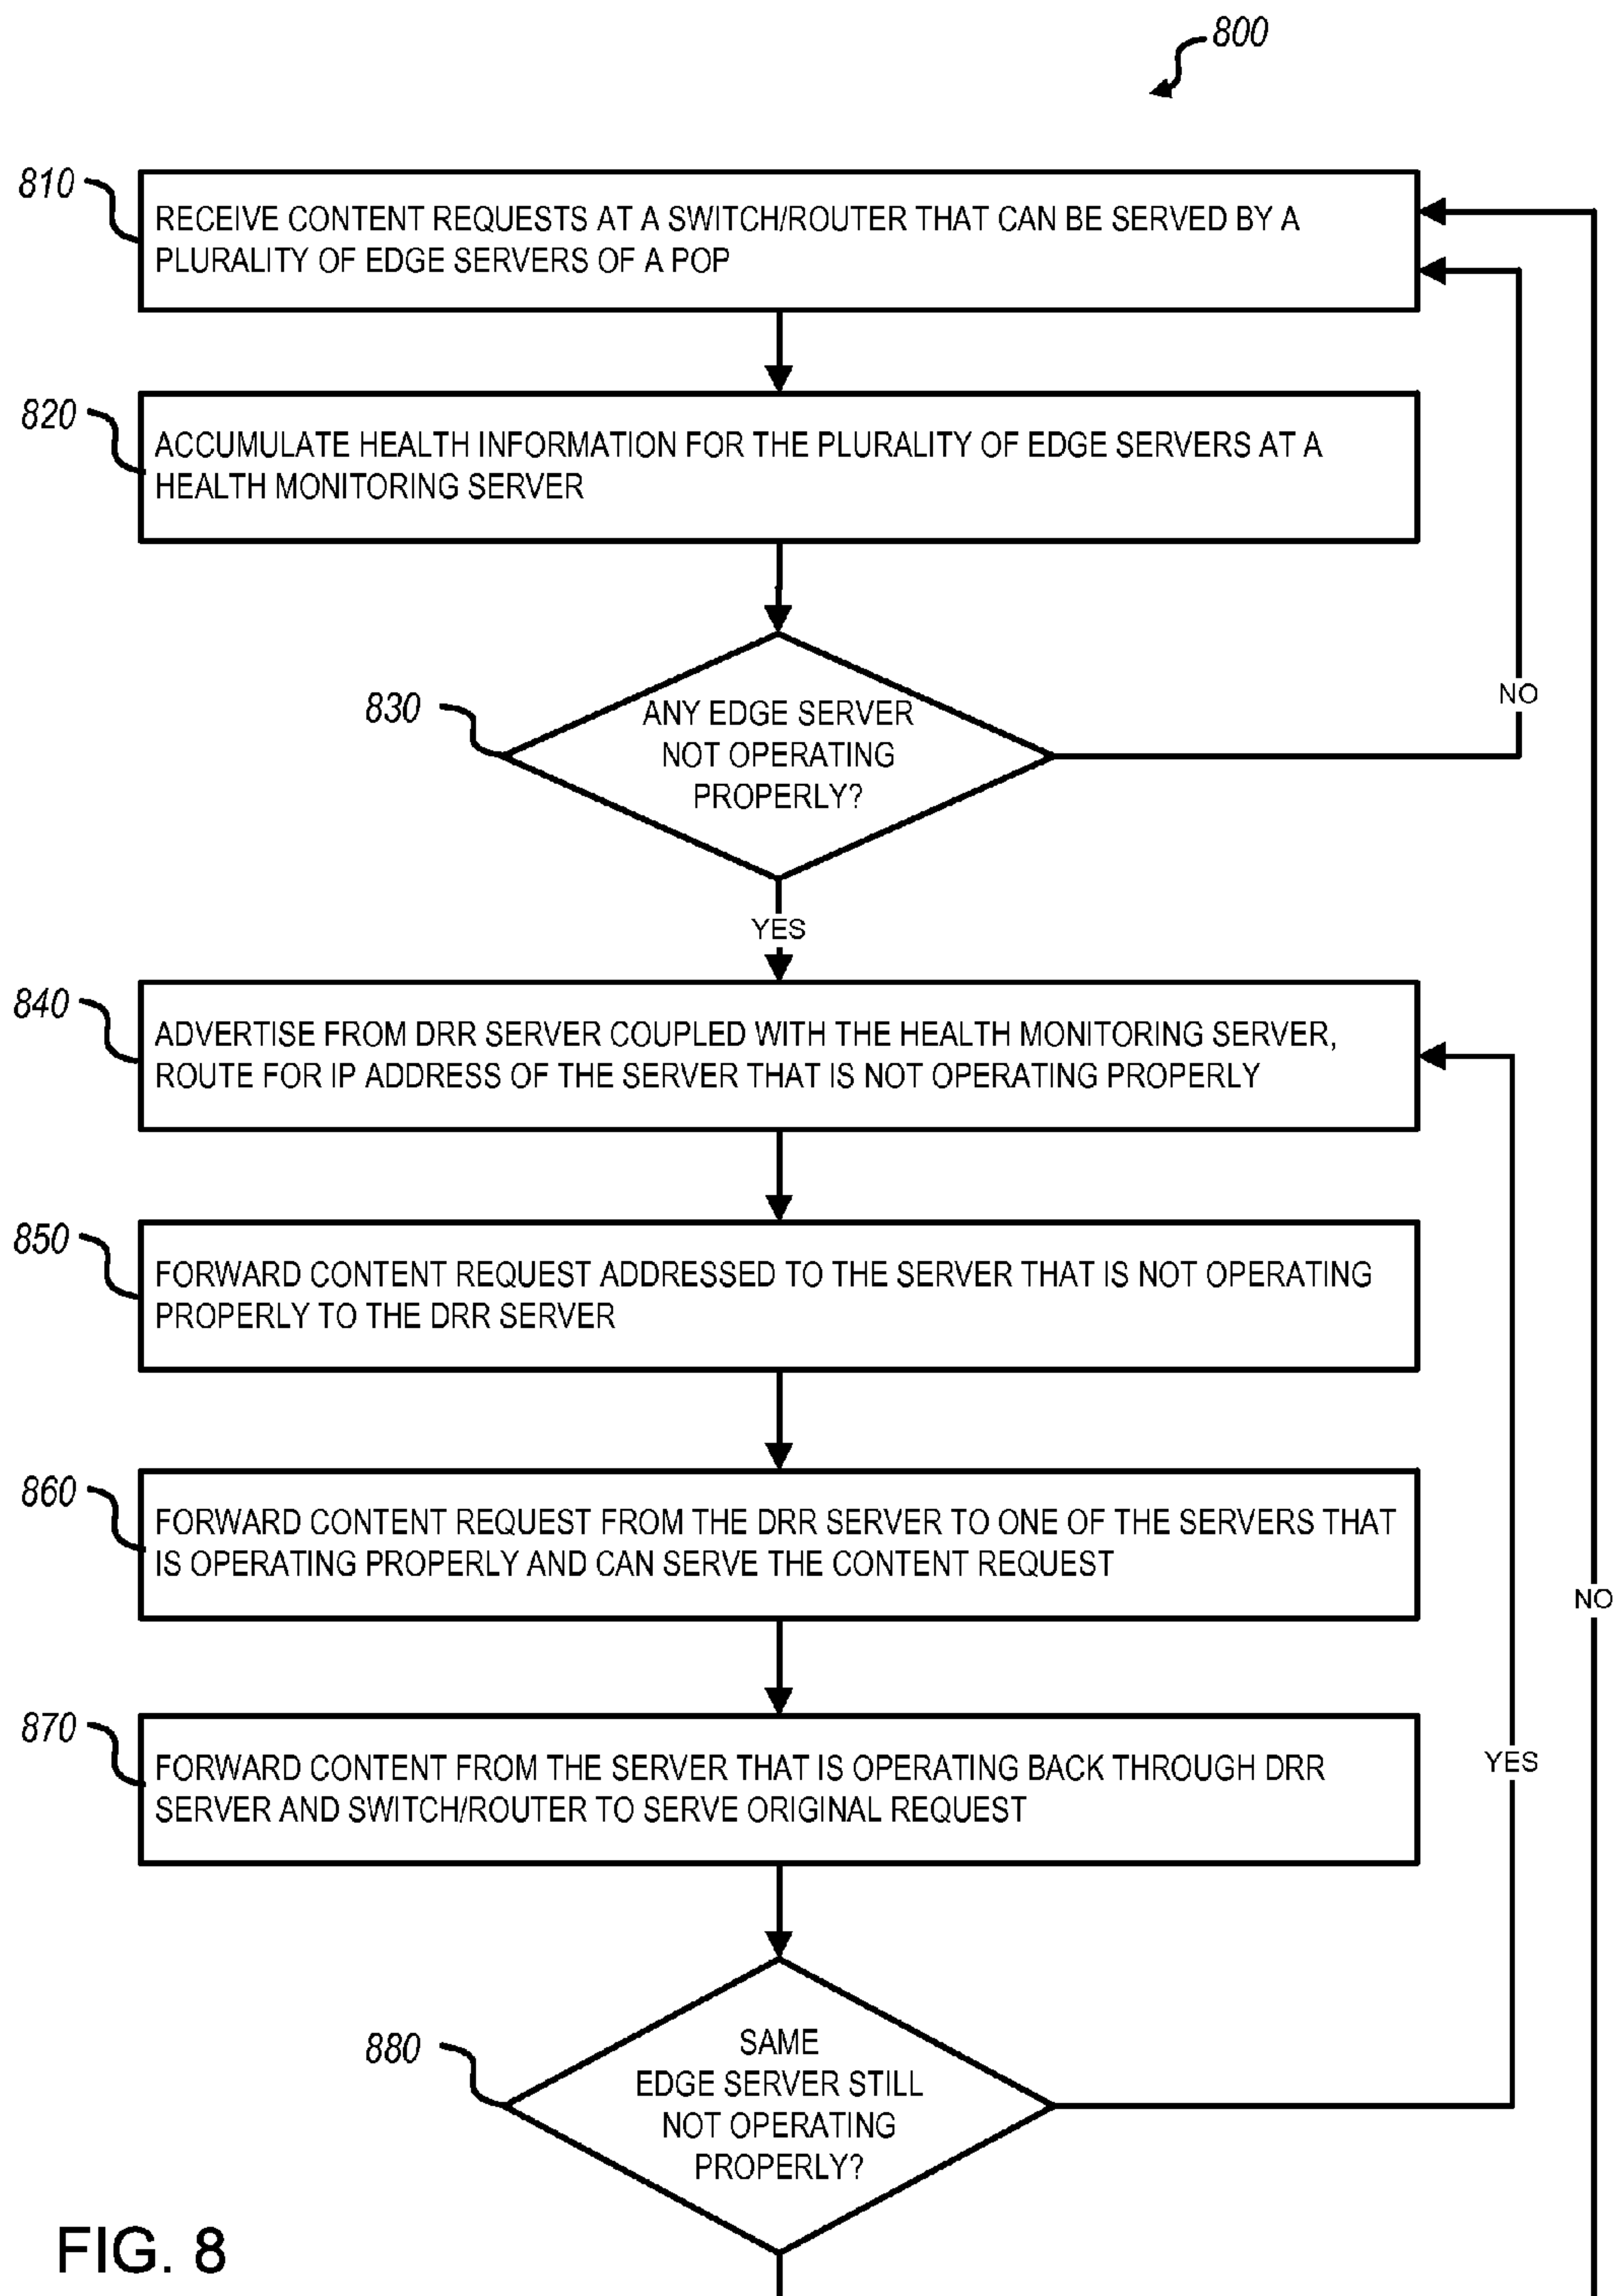 800
810
RECEIVE CONTENT REQUESTS AT A SWITCH/ROUTER THAT CAN BE SERVED BY A
PLURALITY OF EDGE SERVERS OF A POP
820
ACCUMULATE HEALTH INFORMATION FOR THE PLURALITY OF EDGE SERVERS AT A
HEALTH MONITORING SERVER
830
ANY EDGE SERVER
NOT OPERATING
PROPERLY?
NO
YES
840
ADVERTISE FROM DRR SERVER COUPLED WITH THE HEALTH MONITORING SERVER,
ROUTE FOR IP ADDRESS OF THE SERVER THAT IS NOT OPERATING PROPERLY
850
FORWARD CONTENT REQUEST ADDRESSED TO THE SERVER THAT IS NOT OPERATING
PROPERLY TO THE DRR SERVER
860
FORWARD CONTENT REQUEST FROM THE DRR SERVER TO ONE OF THE SERVERS THAT
IS OPERATING PROPERLY AND CAN SERVE THE CONTENT REQUEST
NO
870
FORWARD CONTENT FROM THE SERVER THAT IS OPERATING BACK THROUGH DRR
SERVER AND SWITCH/ROUTER TO SERVE ORIGINAL REQUEST
YES
880
SAME
EDGE SERVER STILL
NOT OPERATING
PROPERLY?
FIG. 8